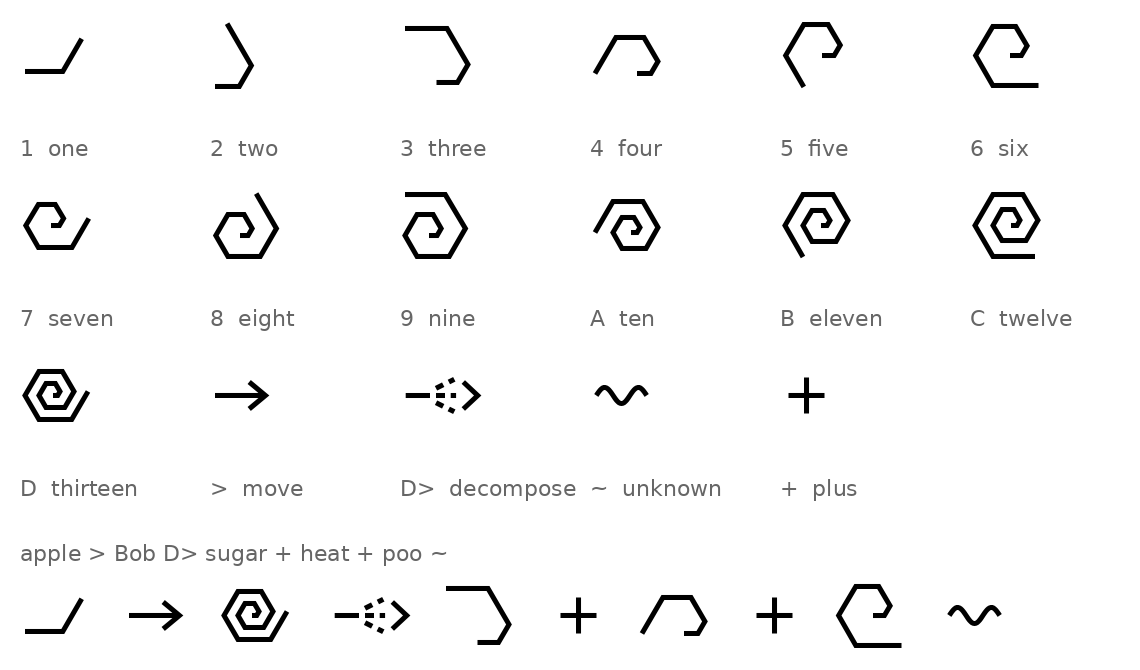 1 one 2 two 3 three 4 four 5 five 6 six
7 seven 8 eight 9 nine A ten B eleven C twelve
D thirteen > move D> decompose ~ unknown + plus
apple > Bob D> sugar + heat + poo ~